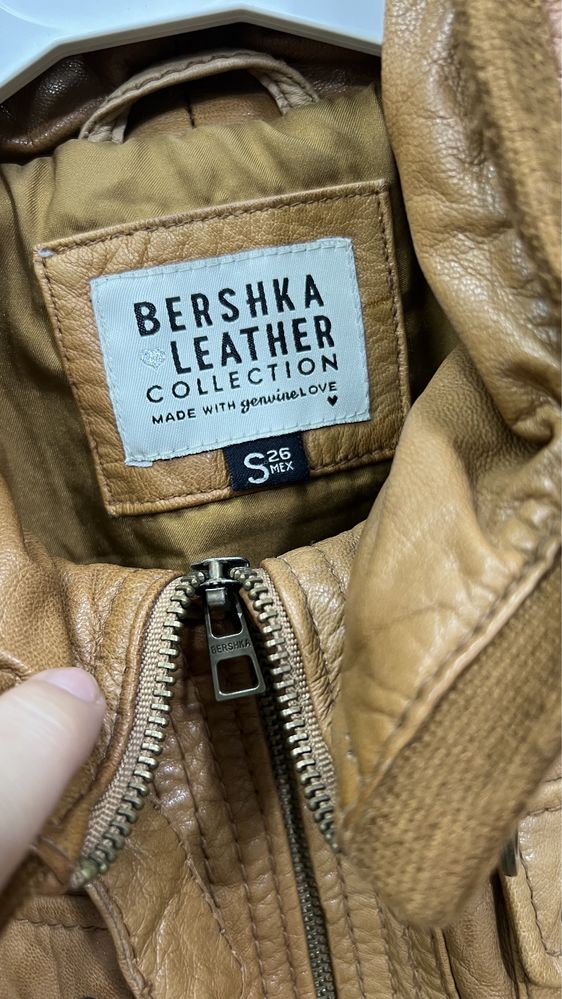 BERSHKA
LEATHER
COLLECTION
MADE WITH genuine LOVE
S 26
MEX
BERSHKA